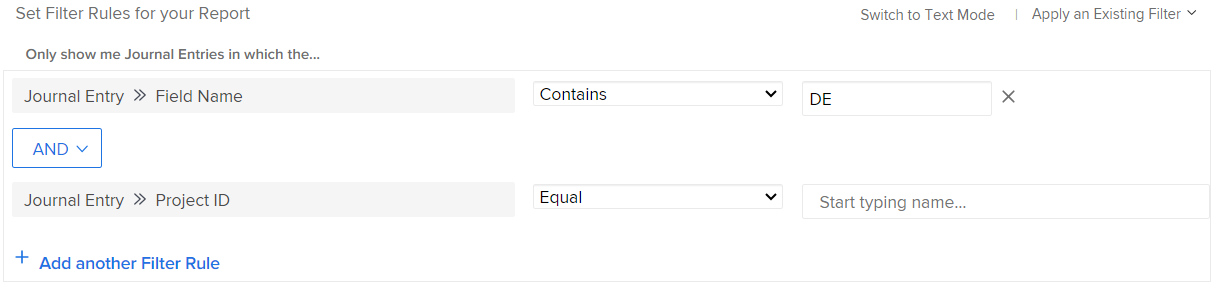 Set Filter Rules for your Report
Switch to Text Mode | Apply an Existing Filter
Only show me Journal Entries in which the...
Journal Entry >> Field Name Contains DE
AND
Journal Entry >> Project ID Equal Start typing name...
+ Add another Filter Rule